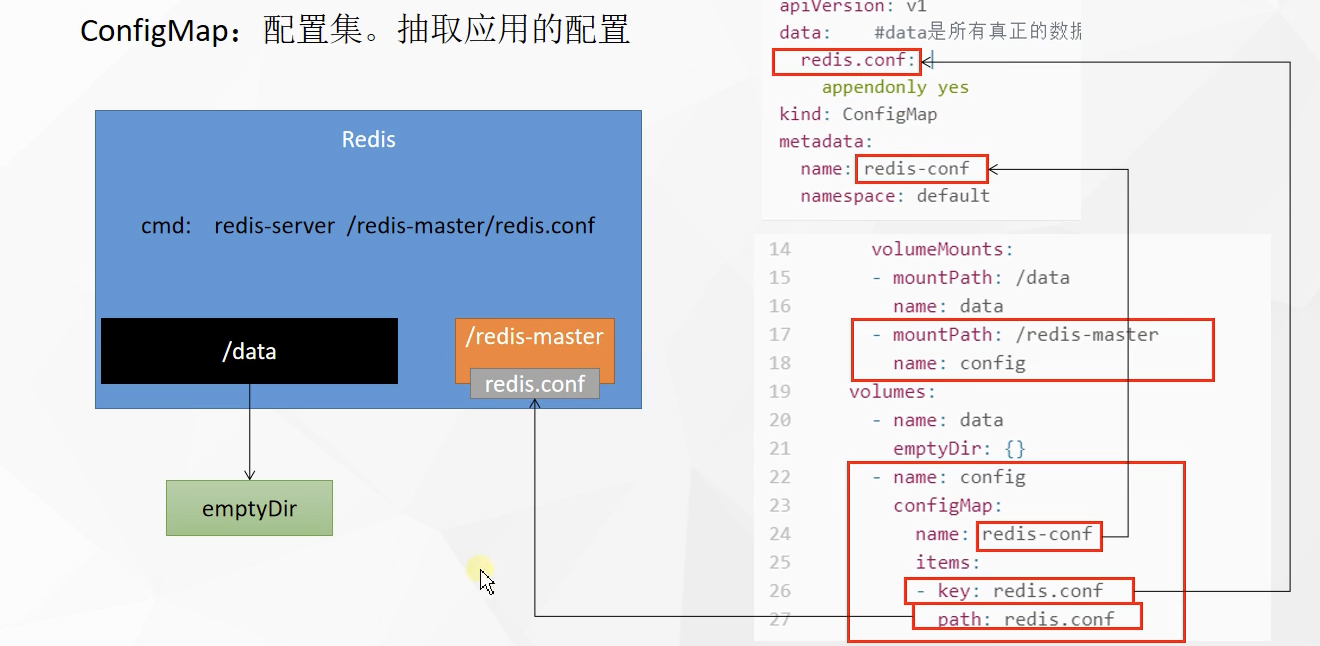 ConfigMap：配置集。抽取应用的配置
Redis
cmd: redis-server /redis-master/redis.conf
/data
/redis-master
redis.conf
emptyDir
apiVersion: v1
data: #data是所有真正的数据
redis.conf: |
appendonly yes
kind: ConfigMap
metadata:
name: redis-conf
namespace: default
14 volumeMounts:
15 - mountPath: /data
16 name: data
17 - mountPath: /redis-master
18 name: config
19 volumes:
20 - name: data
21 emptyDir: {}
22 - name: config
23 configMap:
24 name: redis-conf
25 items:
26 - key: redis.conf
27 path: redis.conf